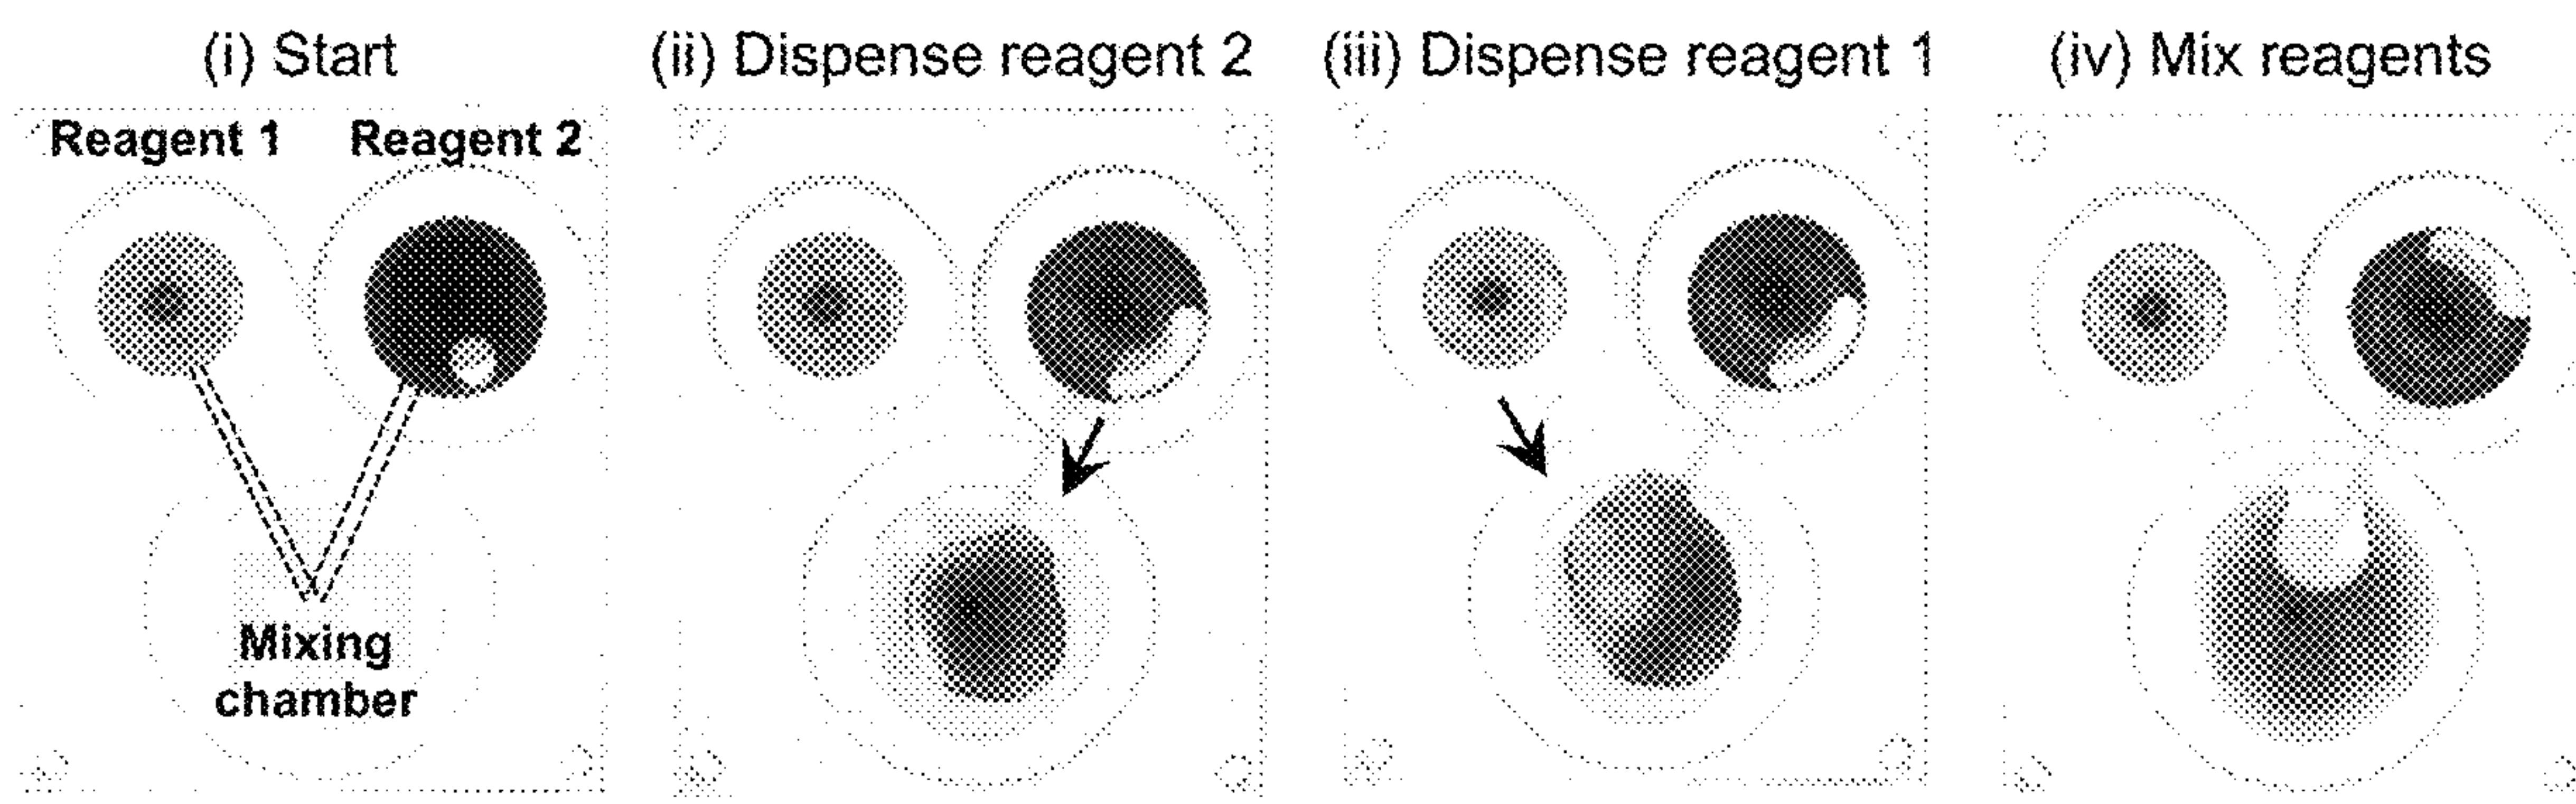 (i) Start
(ii) Dispense reagent 2
(iii) Dispense reagent 1
(iv) Mix reagents
Reagent 1
Reagent 2
Mixing
chamber